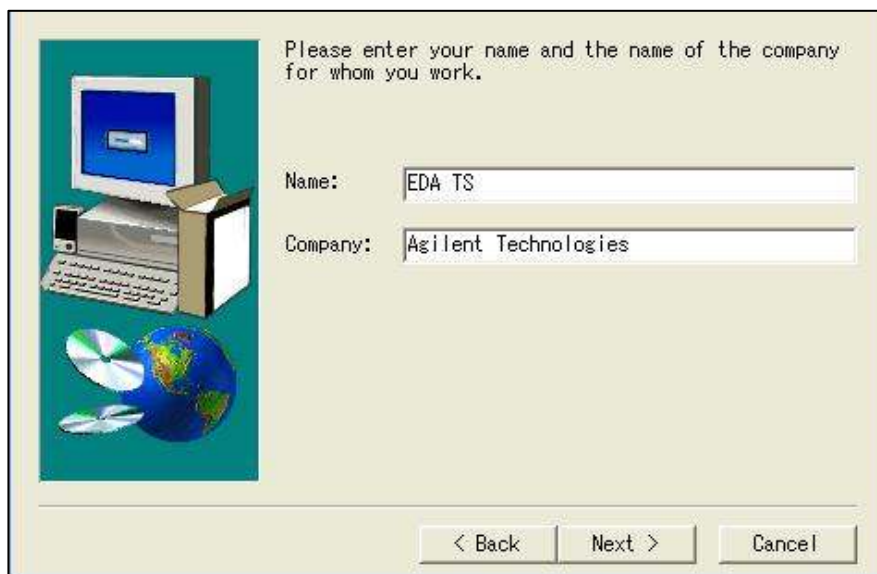 Please enter your name and the name of the company
for whom you work.
Name: EDA TS
Company: Agilent Technologies
< Back Next > Cancel